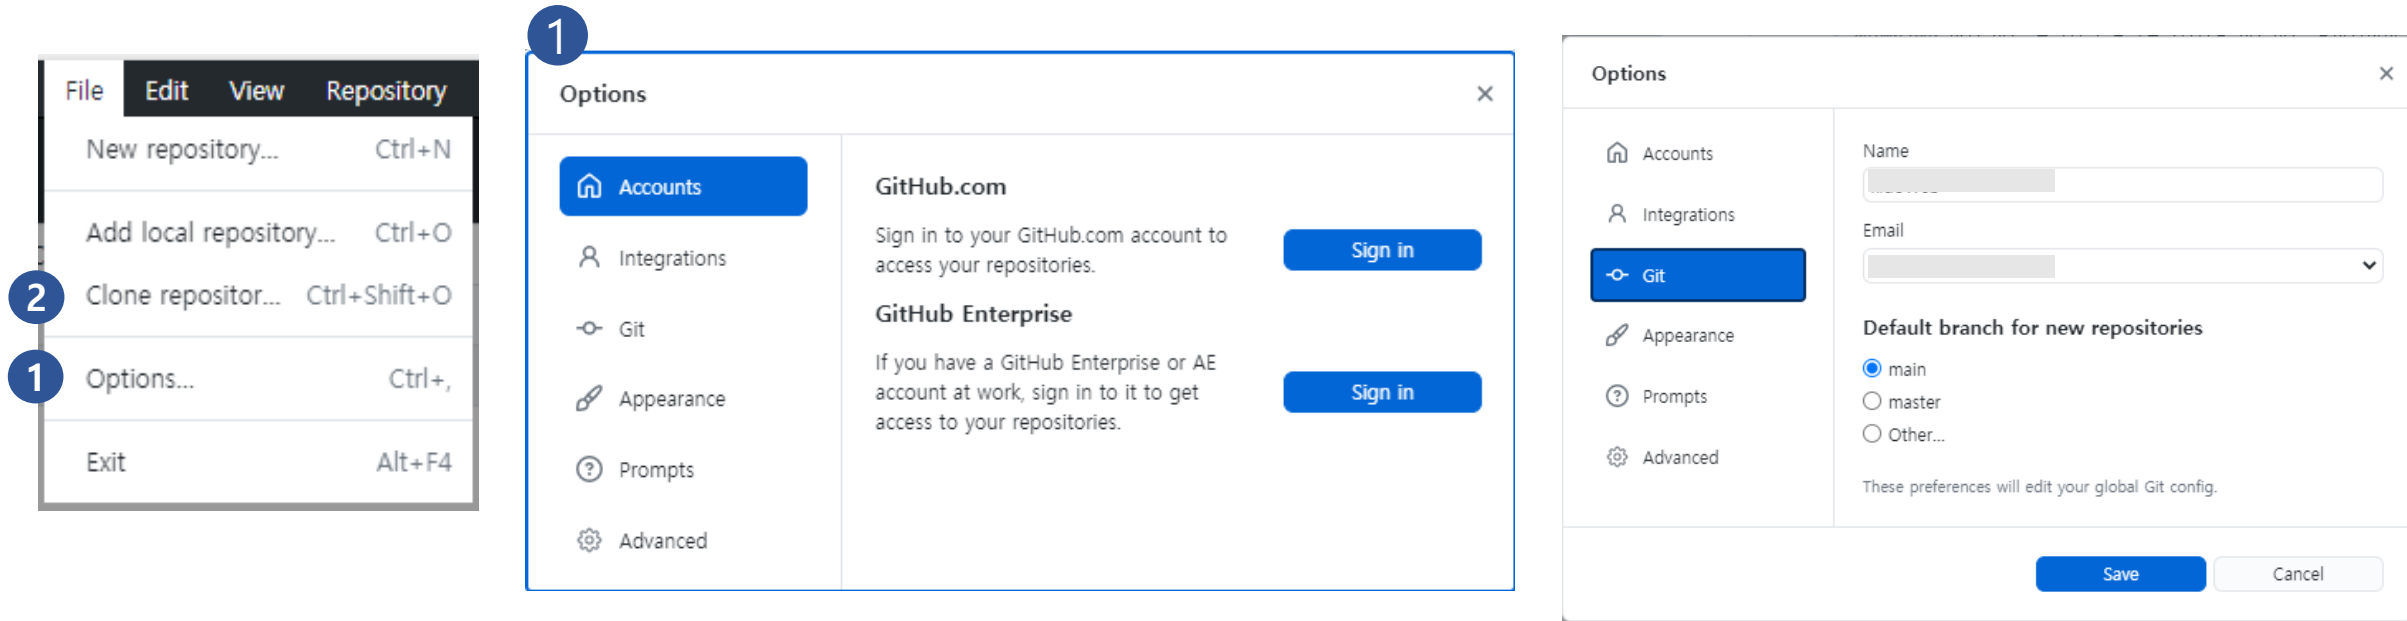 File Edit View Repository
New repository... Ctrl+N
Add local repository... Ctrl+O
2
Clone repositor... Ctrl+Shift+O
1
Options... Ctrl+,
Exit Alt+F4
1
Options
Accounts
Integrations
Git
Appearance
Prompts
Advanced
GitHub.com
Sign in to your GitHub.com account to
access your repositories.
Sign in
GitHub Enterprise
If you have a GitHub Enterprise or AE
account at work, sign in to it to get
access to your repositories.
Sign in
Options
Accounts
Integrations
Git
Appearance
Prompts
Advanced
Name
Email
Default branch for new repositories
main
master
Other...
These preferences will edit your global Git config.
Save Cancel